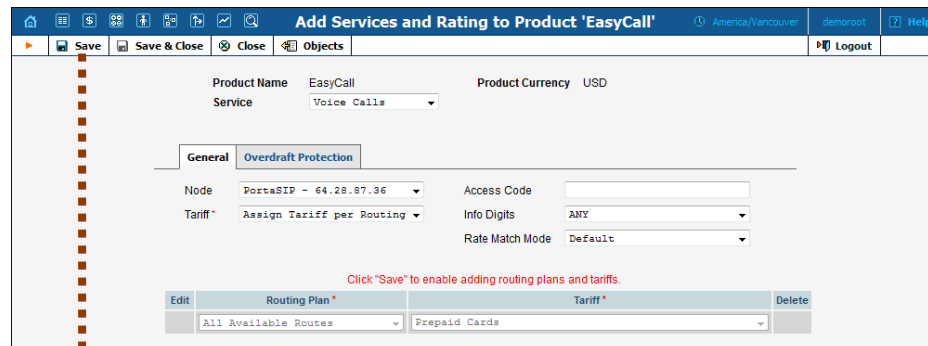 Add Services and Rating to Product 'EasyCall' America/Vancouver demoroot ? Help
Save Save & Close Close Objects Logout
Product Name EasyCall Product Currency USD
Service Voice Calls
General Overdraft Protection
Node PortaSIP - 64.28.87.36 Access Code
Tariff * Assign Tariff per Routing Info Digits ANY
Rate Match Mode Default
Click "Save" to enable adding routing plans and tariffs.
Edit Routing Plan * Tariff * Delete
All Available Routes Prepaid Cards